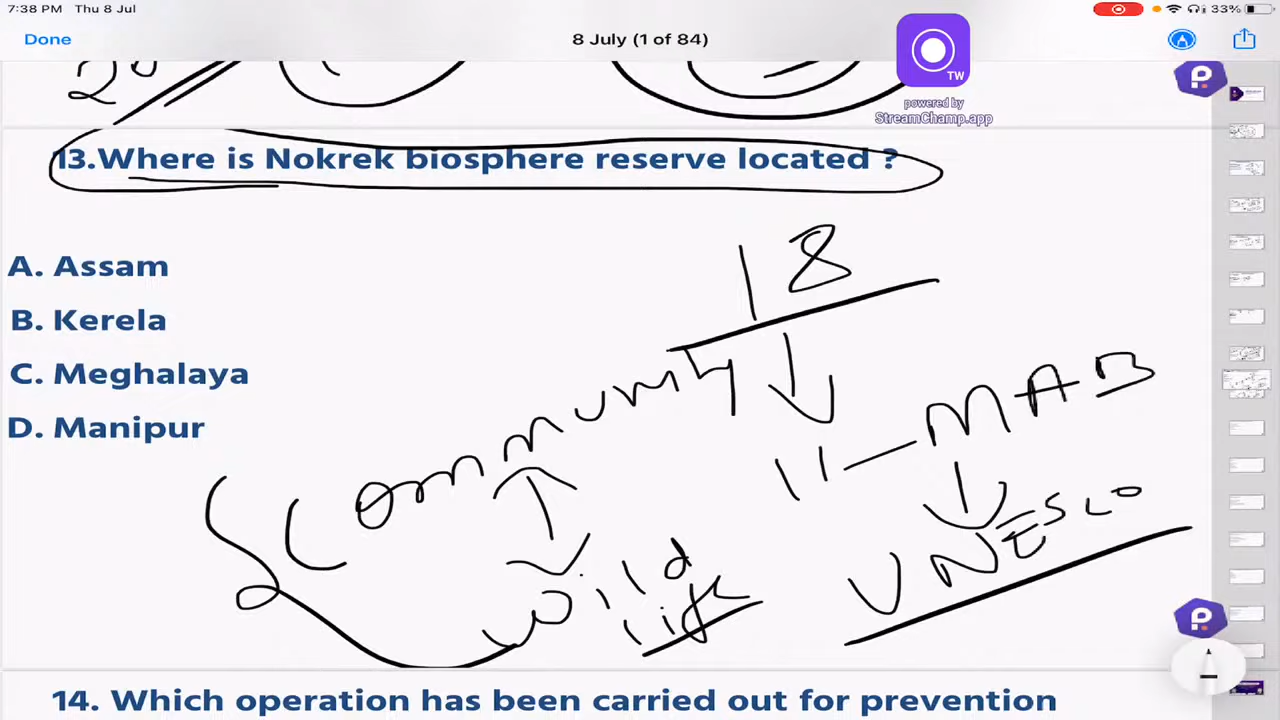 7:38 PM Thu 8 Jul
33%
Done
8 July (1 of 84)
TW
powered by
StreamChamp.app
P
20
13.Where is Nokrek biosphere reserve located ?
18
A. Assam
B. Kerela
C. Meghalaya
D. Manipur
Community
11 — MAB
UNESCO
wild
life
P
14. Which operation has been carried out for prevention